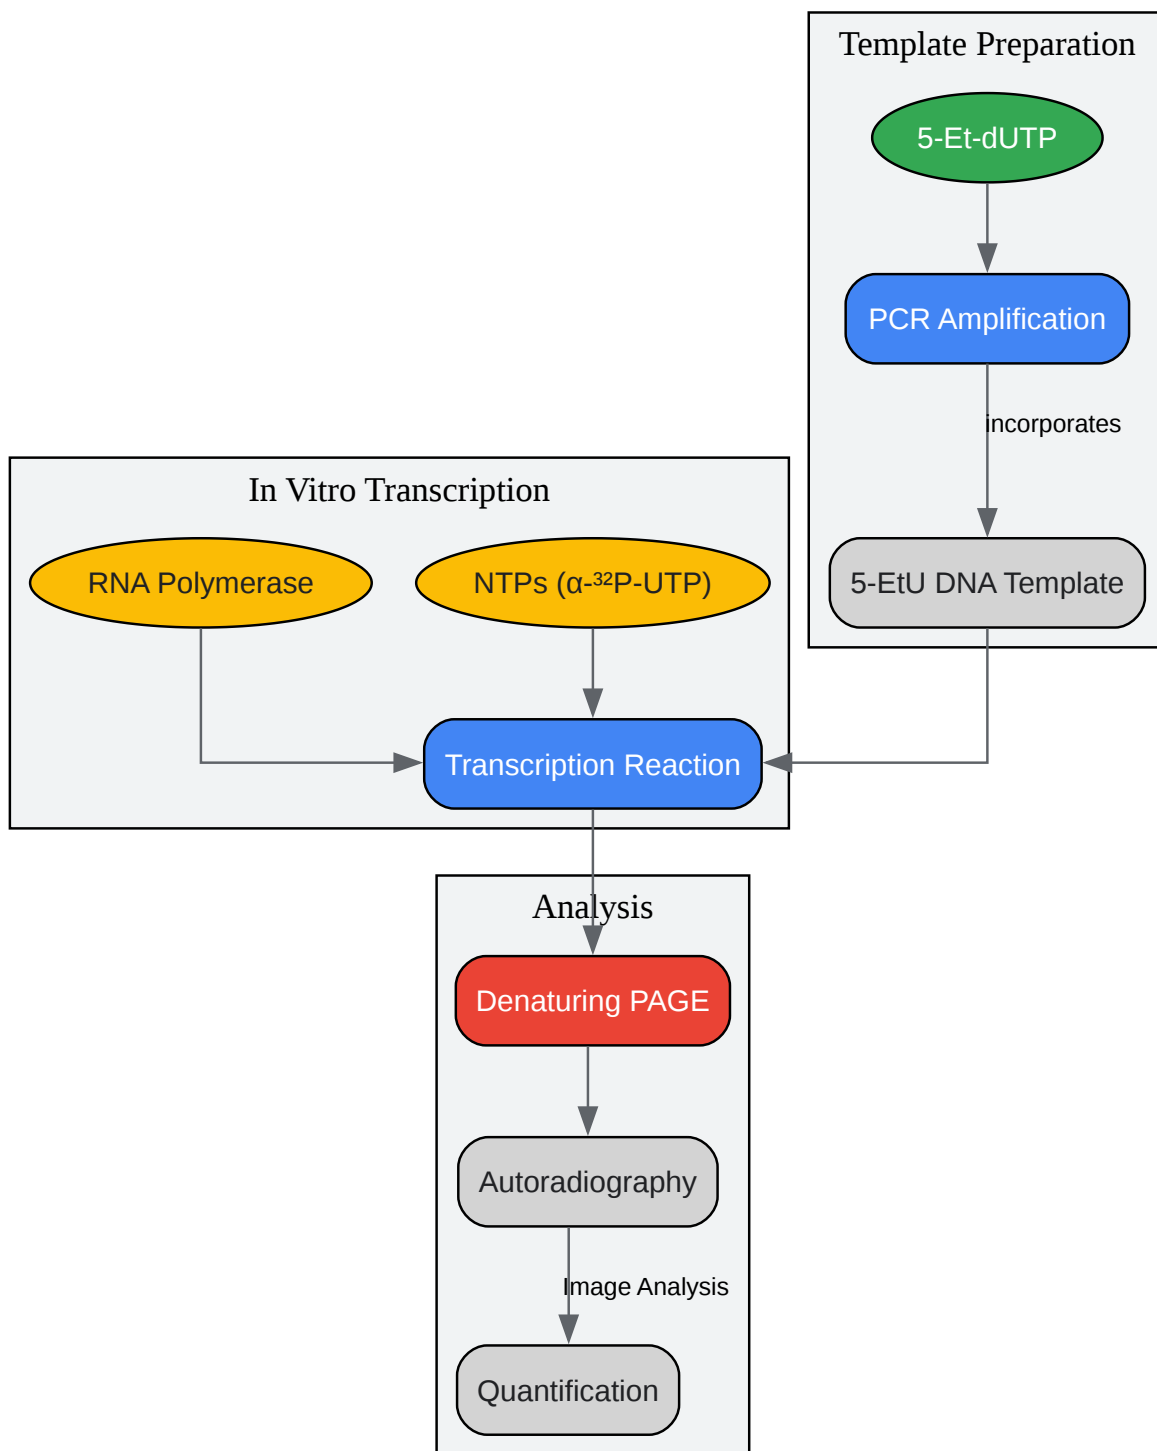 Template Preparation
5-Et-dUTP
PCR Amplification
incorporates
In Vitro Transcription
RNA Polymerase
NTPs (α-³²P-UTP)
5-EtU DNA Template
Transcription Reaction
Analysis
Denaturing PAGE
Autoradiography
Image Analysis
Quantification